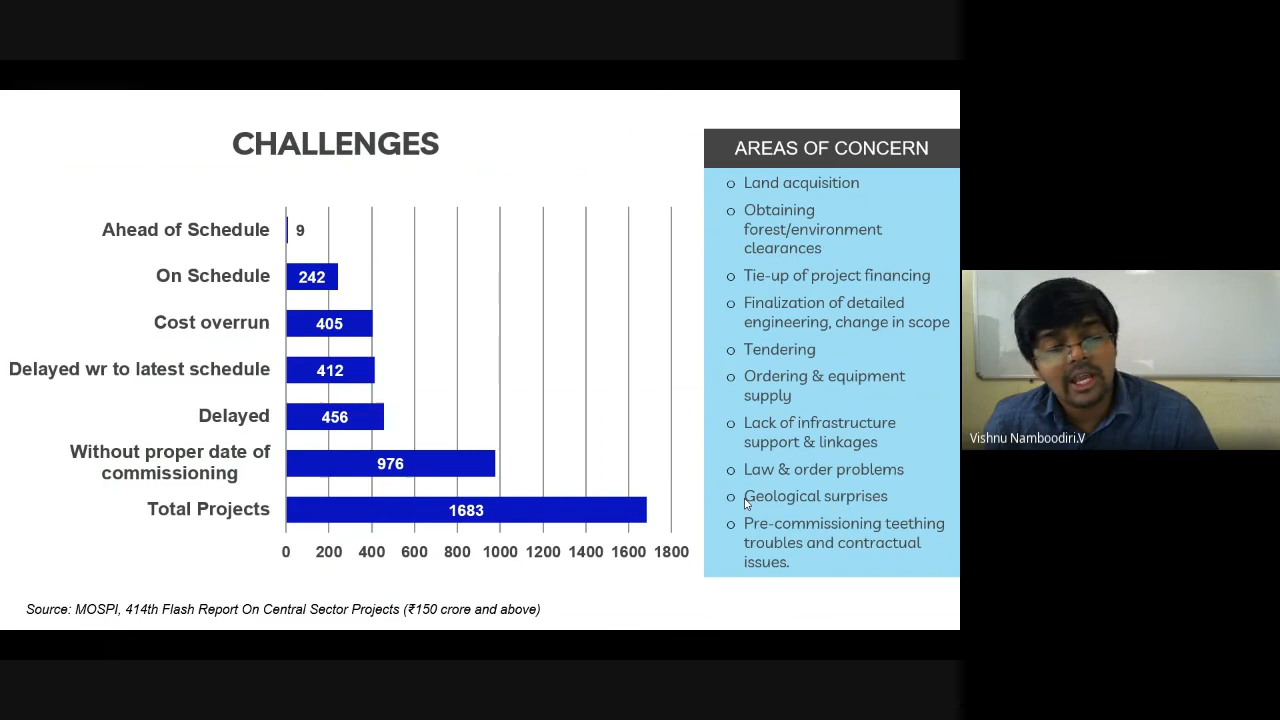 CHALLENGES
Ahead of Schedule
9
On Schedule
242
Cost overrun
405
Delayed wr to latest schedule
412
Delayed
456
Without proper date of
commissioning
976
Total Projects
1683
0 200 400 600 800 1000 1200 1400 1600 1800
Source: MOSPI, 414th Flash Report On Central Sector Projects (₹150 crore and above)
AREAS OF CONCERN
Land acquisition
Obtaining
forest/environment
clearances
Tie-up of project financing
Finalization of detailed
engineering, change in scope
Tendering
Ordering & equipment
supply
Lack of infrastructure
support & linkages
Law & order problems
Geological surprises
Pre-commissioning teething
troubles and contractual
issues.
Vishnu Namboodiri.V